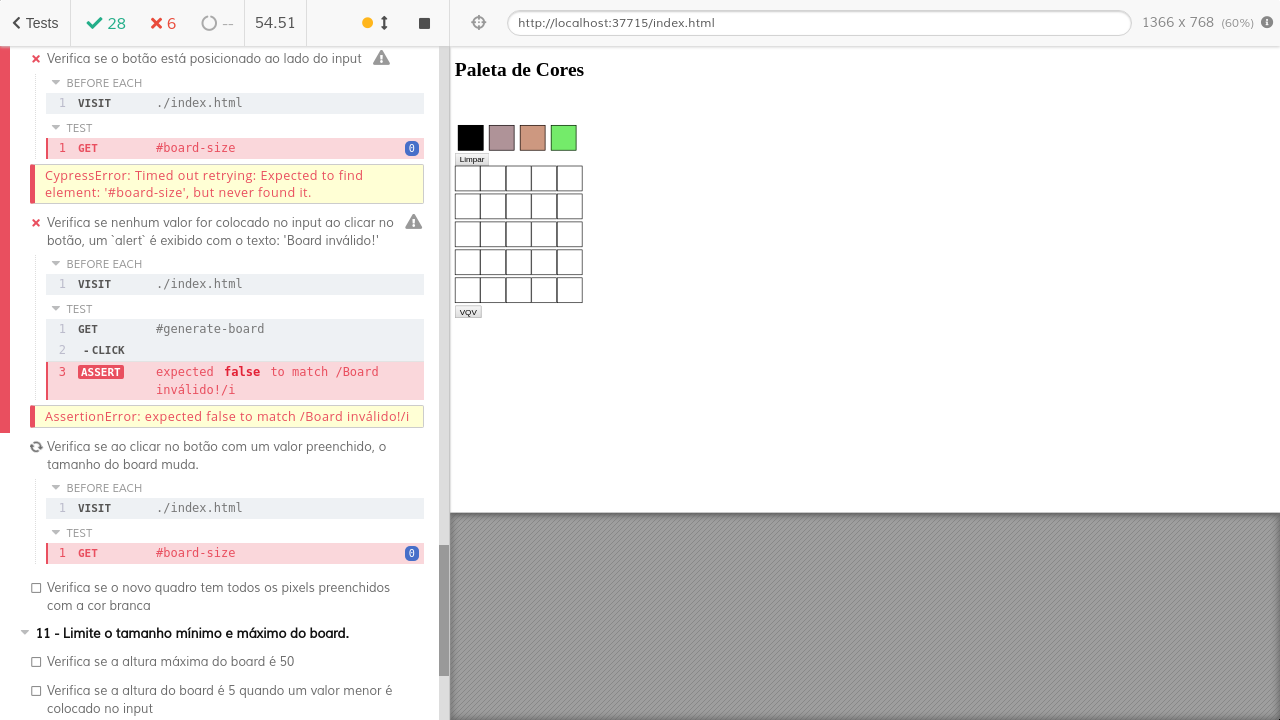 Tests 28 6 -- 54.51 http://localhost:37715/index.html 1366 x 768 (60%)
Verifica se o botão está posicionado ao lado do input
BEFORE EACH
1 VISIT ./index.html
TEST
1 GET #board-size 0
CypressError: Timed out retrying: Expected to find
element: '#board-size', but never found it.
Verifica se nenhum valor for colocado no input ao clicar no
botão, um `alert` é exibido com o texto: 'Board inválido!'
BEFORE EACH
1 VISIT ./index.html
TEST
1 GET #generate-board
2 -CLICK
3 ASSERT expected false to match /Board
inválido!/i
AssertionError: expected false to match /Board inválido!/i
Verifica se ao clicar no botão com um valor preenchido, o
tamanho do board muda.
BEFORE EACH
1 VISIT ./index.html
TEST
1 GET #board-size 0
Verifica se o novo quadro tem todos os pixels preenchidos
com a cor branca
11 - Limite o tamanho mínimo e máximo do board.
Verifica se a altura máxima do board é 50
Verifica se a altura do board é 5 quando um valor menor é
colocado no input
Paleta de Cores
Limpar
VQV